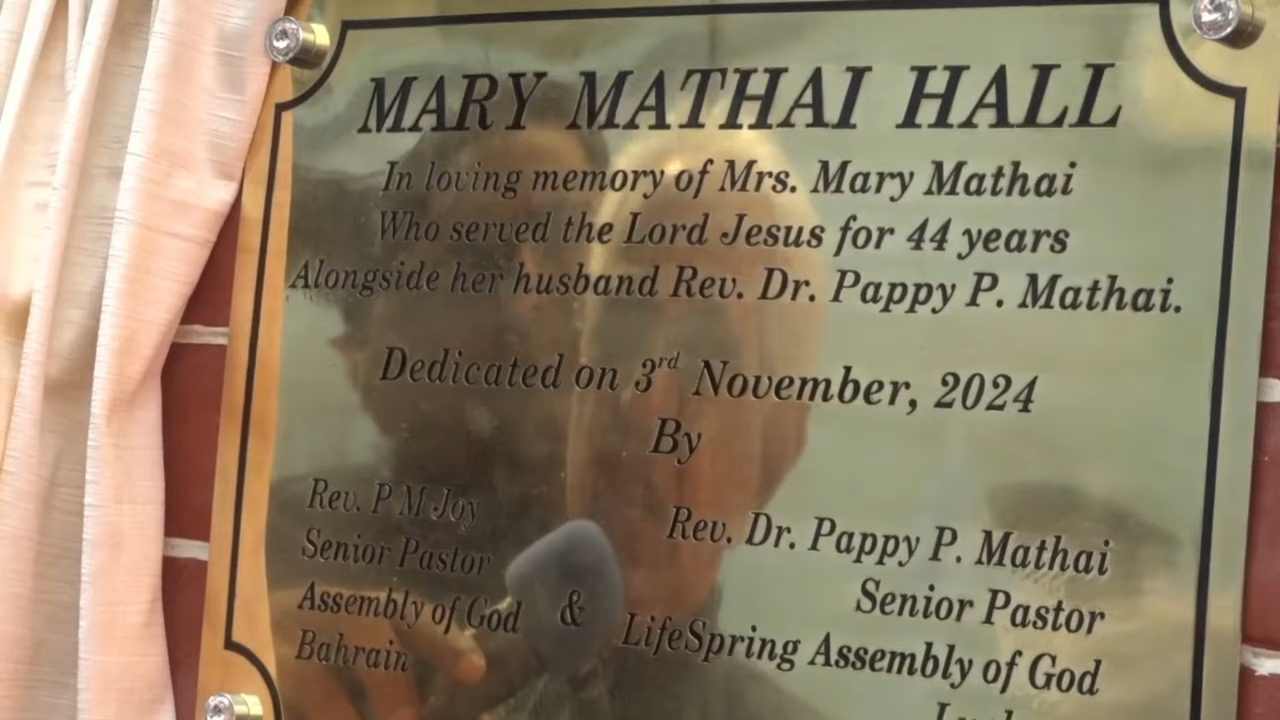 MARY MATHAI HALL
In loving memory of Mrs. Mary Mathai
Who served the Lord Jesus for 44 years
Alongside her husband Rev. Dr. Pappy P. Mathai.
Dedicated on 3rd November, 2024
By
Rev. P M Joy
Senior Pastor
Assembly of God
Bahrain
&
Rev. Dr. Pappy P. Mathai
Senior Pastor
LifeSpring Assembly of God